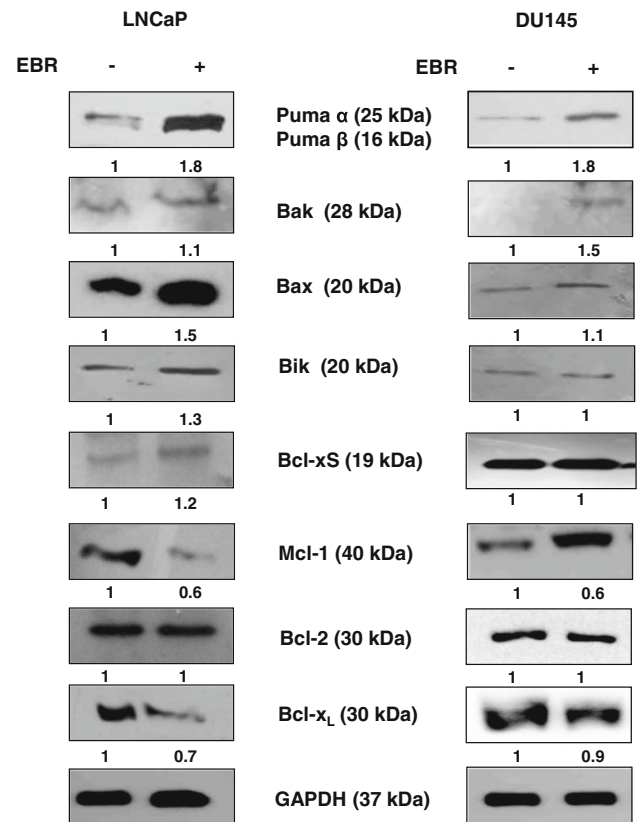 LNCaP DU145
EBR - + EBR - +
Puma α (25 kDa)
Puma β (16 kDa)
1 1.8 1 1.8
Bak (28 kDa)
1 1.1 1 1.5
Bax (20 kDa)
1 1.5 1 1.1
Bik (20 kDa)
1 1.3 1 1
Bcl-xS (19 kDa)
1 1.2 1 1
Mcl-1 (40 kDa)
1 0.6 1 0.6
Bcl-2 (30 kDa)
1 1 1 1
Bcl-xL (30 kDa)
1 0.7 1 0.9
GAPDH (37 kDa)